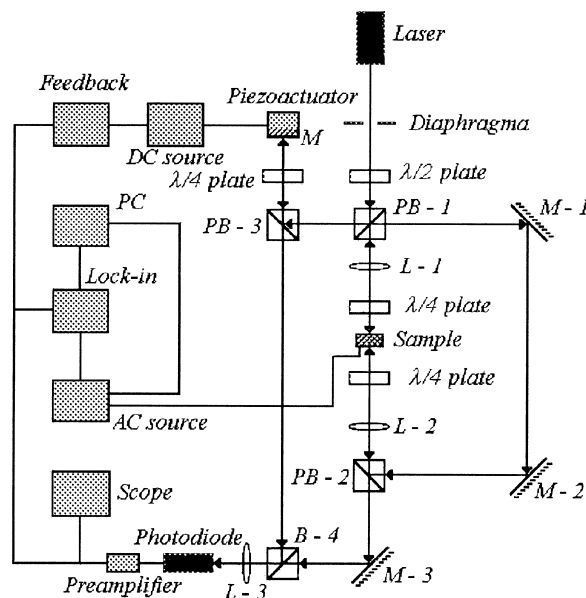 Laser
Feedback
Piezoactuator
Diaphragma
M
DC source
λ/4 plate
λ/2 plate
PC
PB - 3
PB - 1
M - 1
L - 1
Lock-in
λ/4 plate
Sample
λ/4 plate
AC source
L - 2
Scope
PB - 2
M - 2
Photodiode
B - 4
Preamplifier
L - 3
M - 3